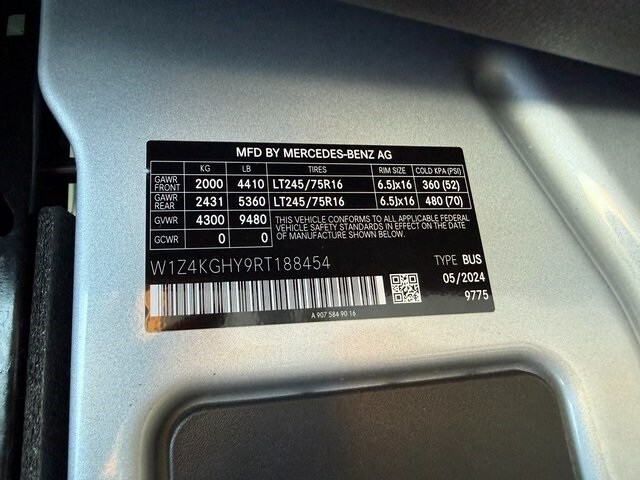 MFD BY MERCEDES-BENZ AG
KG LB TIRES RIM SIZE COLD KPA (PSI)
GAWR FRONT 2000 4410 LT245/75R16 6.5Jx16 360 (52)
GAWR REAR 2431 5360 LT245/75R16 6.5Jx16 480 (70)
GVWR 4300 9480 THIS VEHICLE CONFORMS TO ALL APPLICABLE FEDERAL
VEHICLE SAFETY STANDARDS IN EFFECT ON THE DATE
OF MANUFACTURE SHOWN BELOW.
GCWR 0 0
W1Z4KGHY9RT188454 TYPE BUS
05/2024
9775
A 907 584 90 16